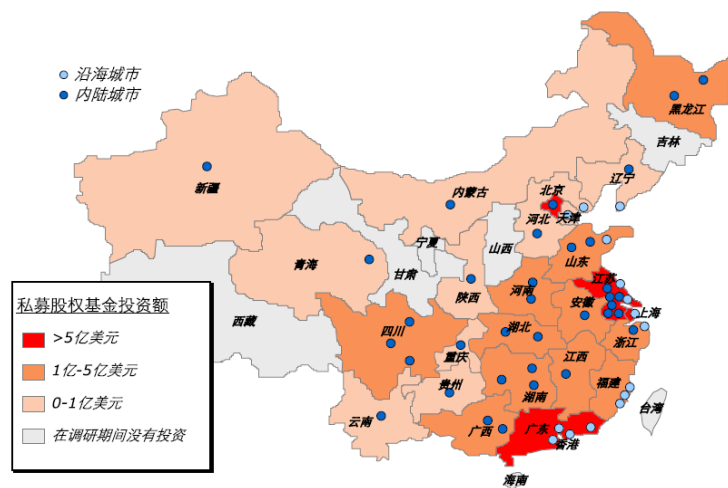 沿海城市
内陆城市
黑龙江
吉林
辽宁
新疆
内蒙古
北京
天津
河北
宁夏
山西
山东
青海
甘肃
陕西
河南
江苏
安徽
上海
西藏
四川
重庆
湖北
浙江
江西
湖南
贵州
福建
云南
广西
广东
香港
台湾
海南
私募股权基金投资额
>5亿美元
1亿-5亿美元
0-1亿美元
在调研期间没有投资